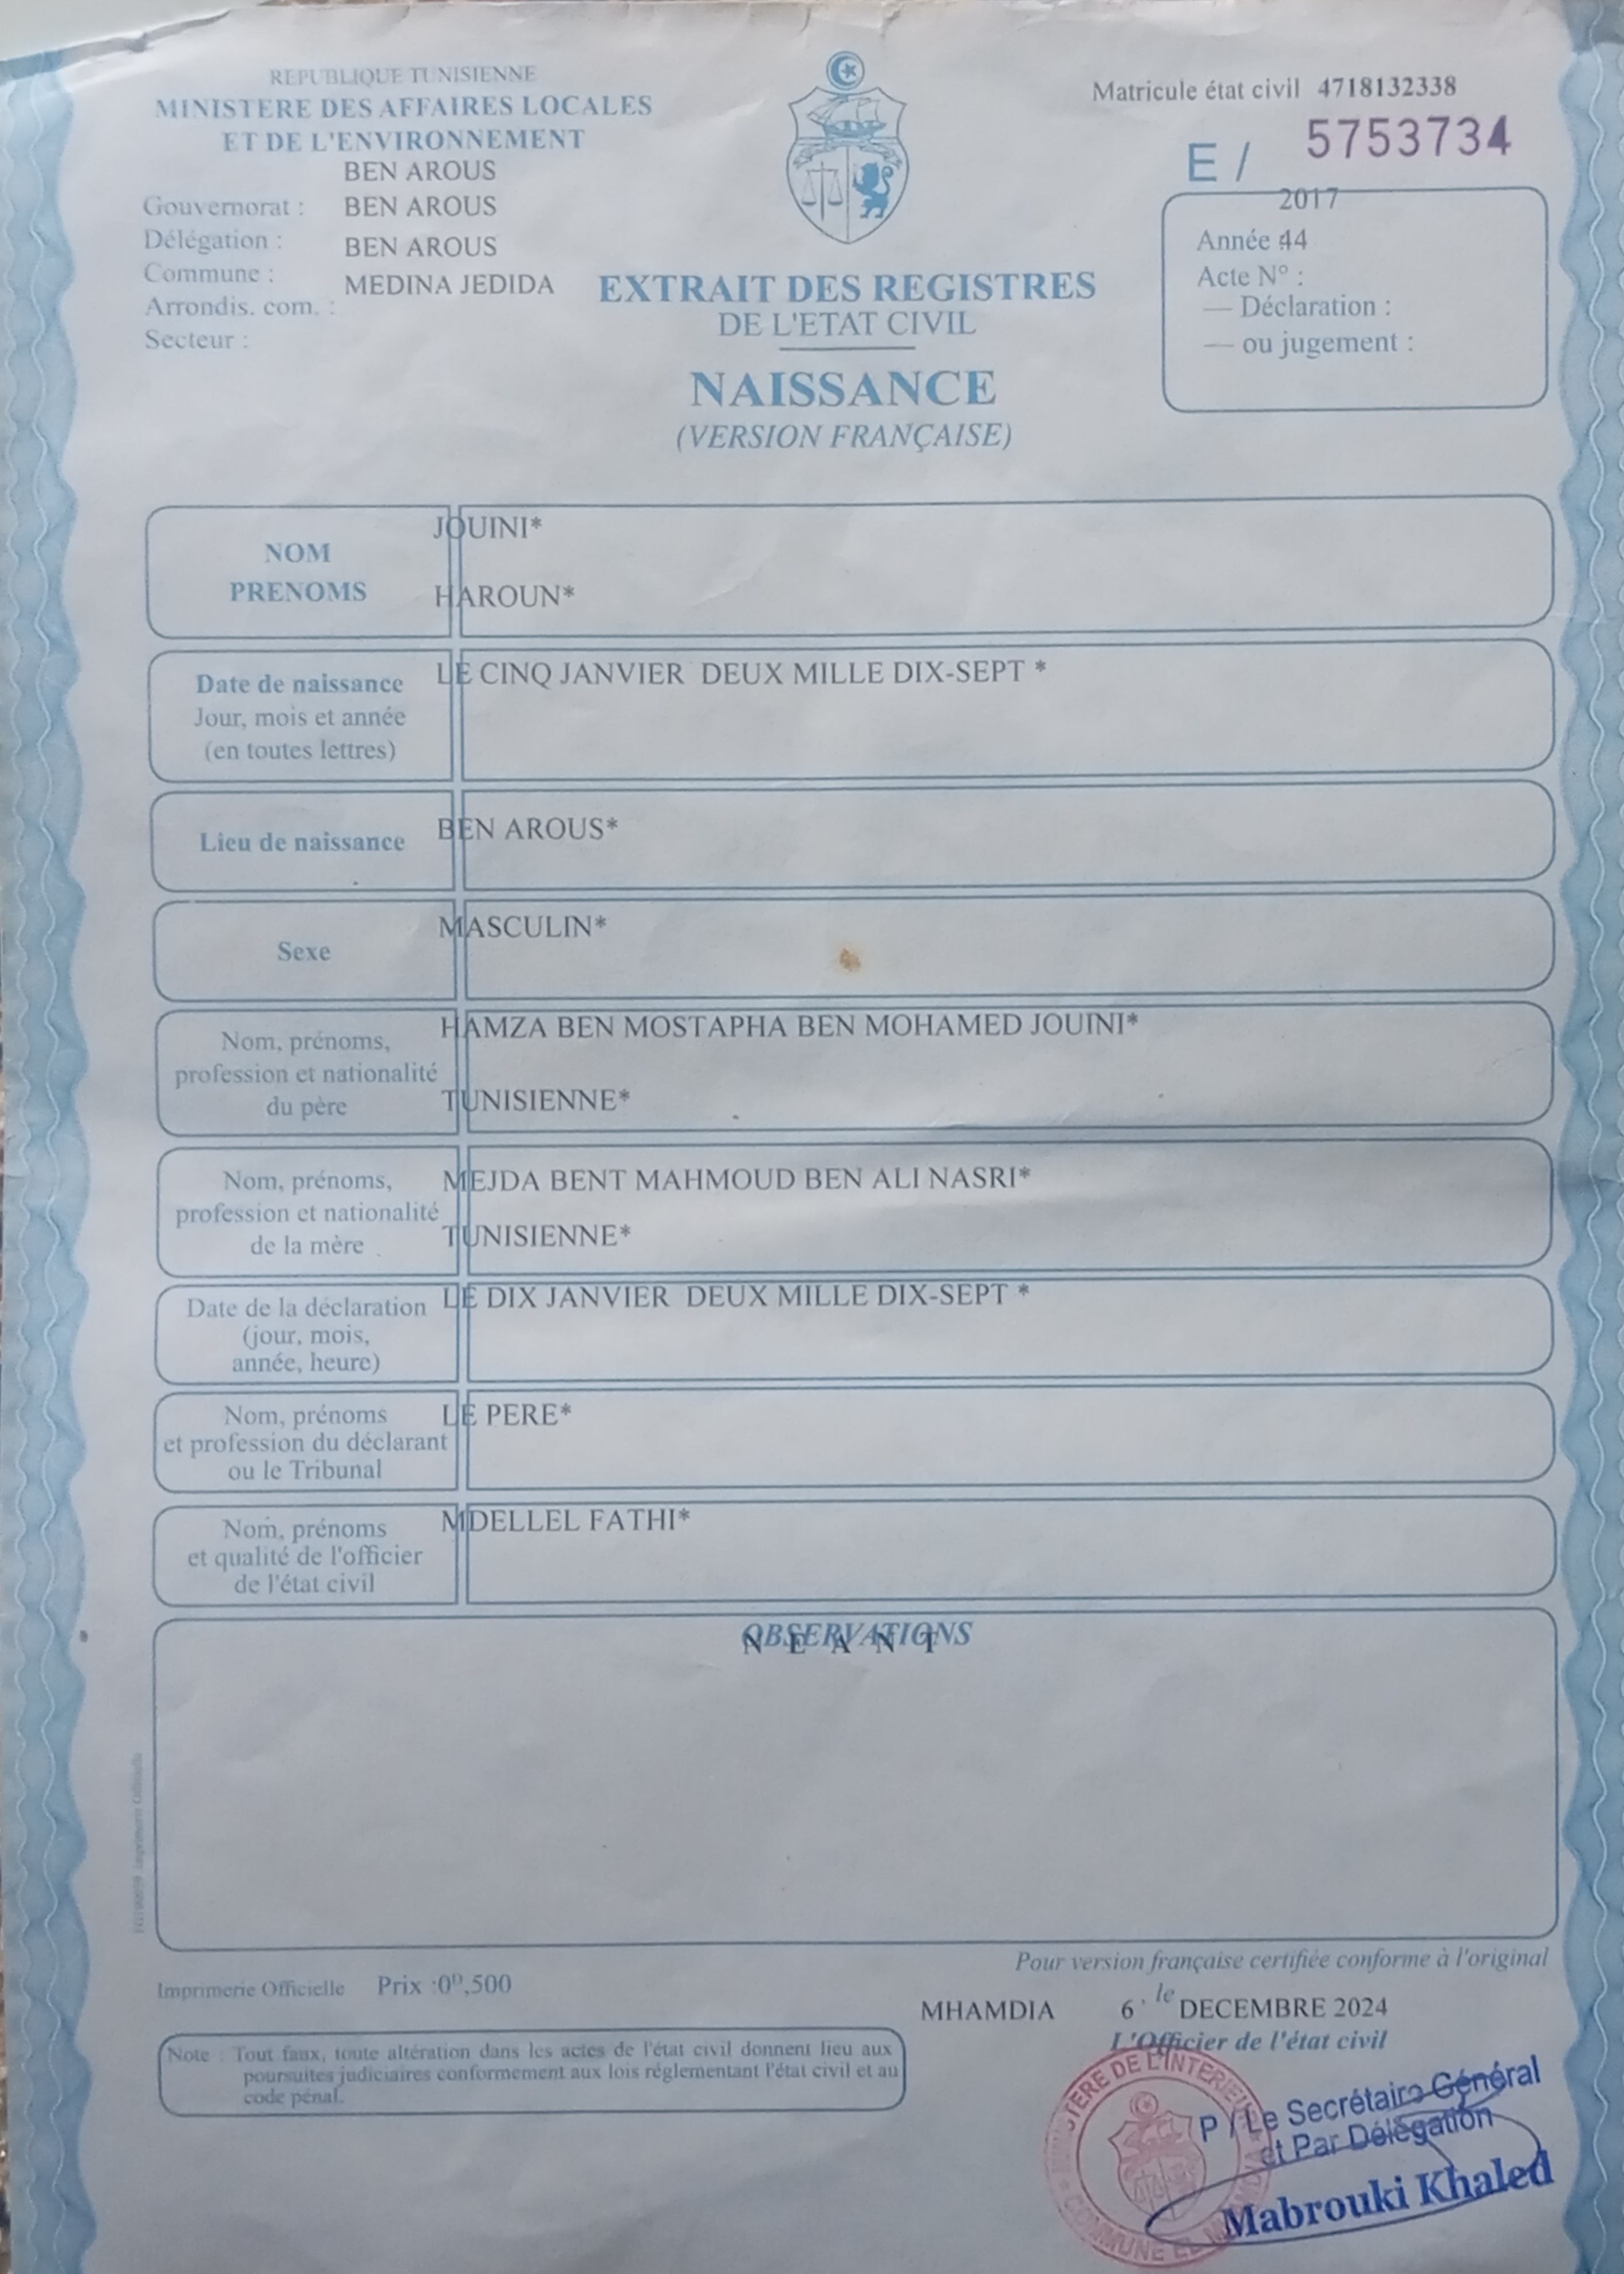 REPUBLIQUE TUNISIENNE
MINISTERE DES AFFAIRES LOCALES
ET DE L'ENVIRONNEMENT
BEN AROUS
Gouvernorat : BEN AROUS
Délégation : BEN AROUS
Commune : MEDINA JEDIDA
Arrondis. com. :
Secteur :
Matricule état civil 4718132338
E / 5753734
2017
Année 44
Acte N° :
— Déclaration :
— ou jugement :
EXTRAIT DES REGISTRES
DE L'ETAT CIVIL
NAISSANCE
(VERSION FRANÇAISE)
NOM JOUINI*
PRENOMS HAROUN*
Date de naissance LE CINQ JANVIER DEUX MILLE DIX-SEPT *
Jour, mois et année
(en toutes lettres)
Lieu de naissance BEN AROUS*
Sexe MASCULIN*
Nom, prénoms, HAMZA BEN MOSTAPHA BEN MOHAMED JOUINI*
profession et nationalité
du père TUNISIENNE*
Nom, prénoms, MEJDA BENT MAHMOUD BEN ALI NASRI*
profession et nationalité
de la mère TUNISIENNE*
Date de la déclaration LE DIX JANVIER DEUX MILLE DIX-SEPT *
(jour, mois,
année, heure)
Nom, prénoms LE PERE*
et profession du déclarant
ou le Tribunal
Nom, prénoms MDELLEL FATHI*
et qualité de l'officier
de l'état civil
OBSERVATIONS
N E A N T
Imprimerie Officielle
Pour version française certifiée conforme à l'original
Imprimerie Officielle Prix :0ᴰ,500
MHAMDIA 6 le DECEMBRE 2024
L'Officier de l'état civil
Note : Tout faux, toute altération dans les actes de l'état civil donnent lieu aux
poursuites judiciaires conformement aux lois réglementant l'état civil et au
code pénal.
P / Le Secrétaire Général
et Par Délégation
Mabrouki Khaled
MINISTERE DE L'INTERIEUR
COMMUNE EL